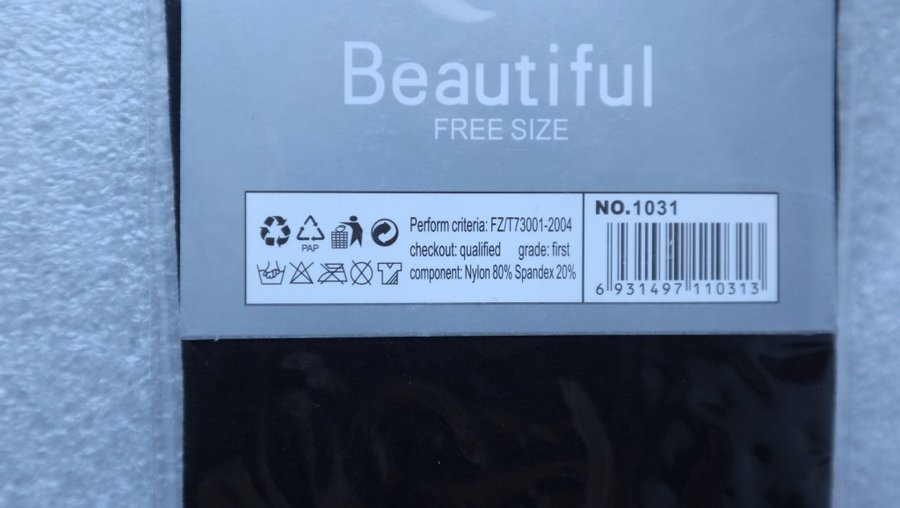 Beautiful
FREE SIZE
PAP
Perform criteria: FZ/T73001-2004
checkout: qualified grade: first
component: Nylon 80% Spandex 20%
NO.1031
6 931497 110313